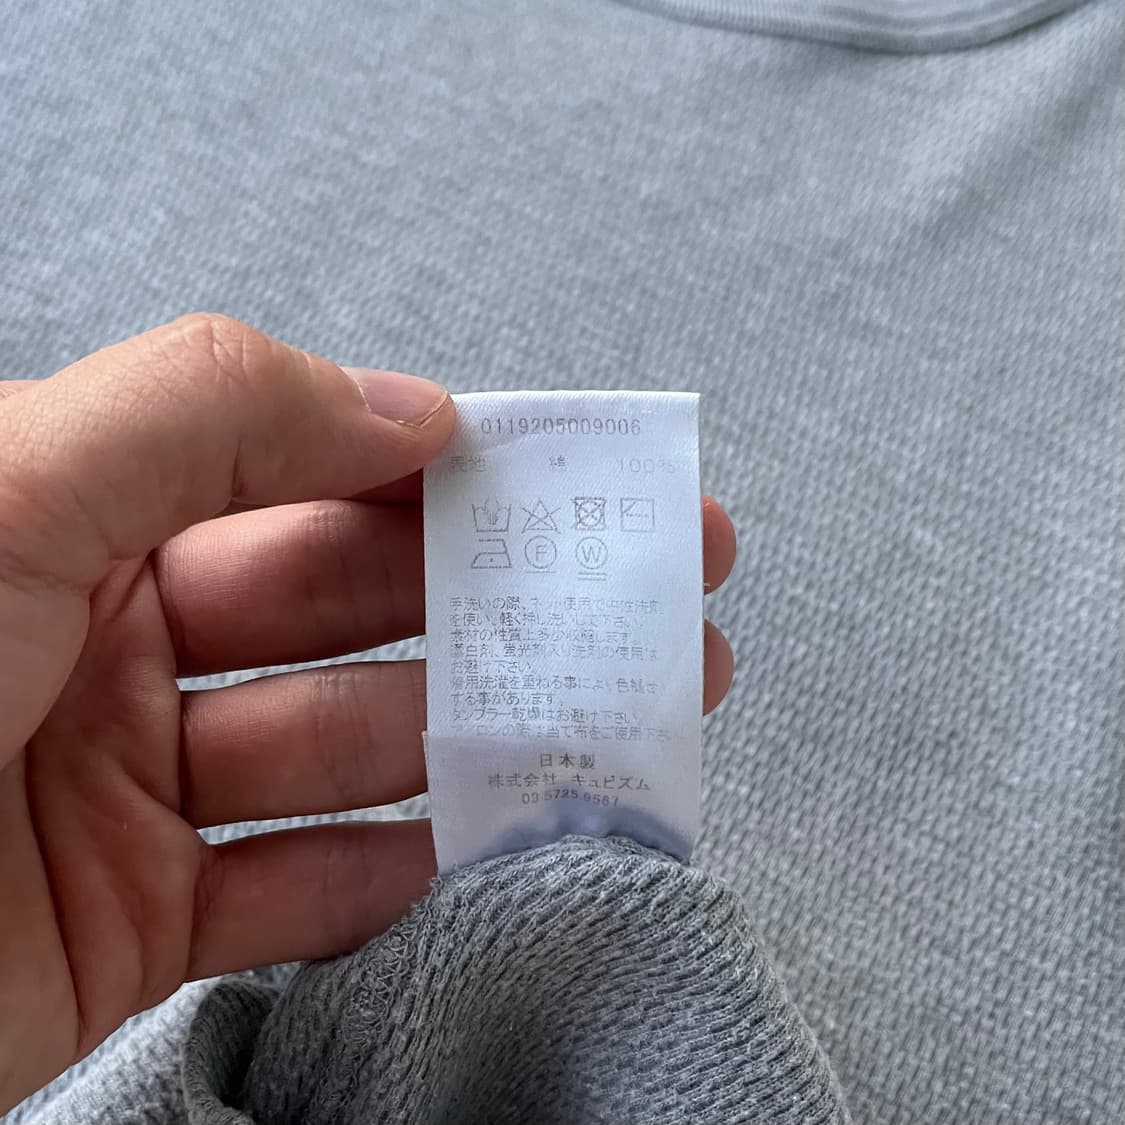 0119205009006
表地 綿 100%
F
W
手洗いの際、ネット使用で中性洗剤
を使い、軽く押し洗いして下さい。
素材の性質上多少収縮します。
漂白剤、蛍光剤入り洗剤の使用は
お避け下さい。
着用洗濯を重ねる事により色褪せ
する事があります。
タンブラー乾燥はお避け下さい。
アイロンの際は当て布をご使用下さい
日本製
株式会社 キュビズム
03 5725 9567